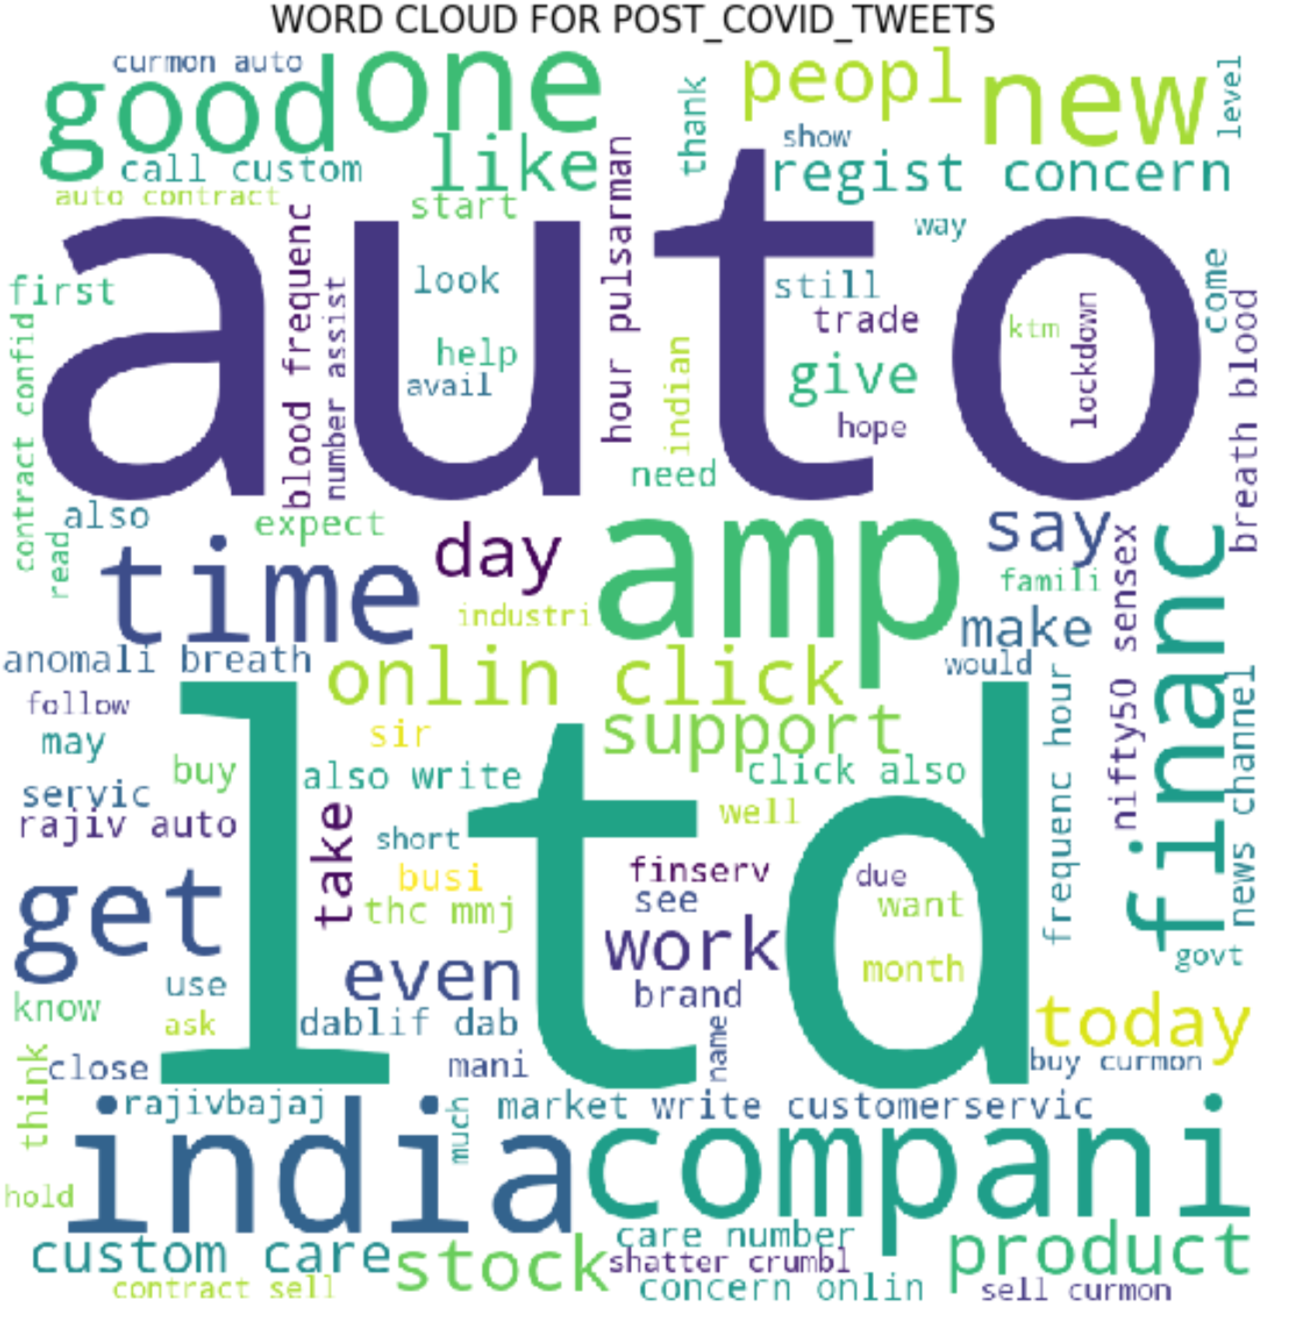 WORD CLOUD FOR POST_COVID_TWEETS
curmon auto
good
one
peopl
new
level
thank
show
call custom
like
regist
concern
auto contract
start
hour pulsarman
auto
way
blood frequenc
look
still
come
first
number assist
trade
ktm
lockdown
help
indian
give
avail
hope
breath blood
contract confid
need
also
expect
day
amp
say
read
time
industri
famili
nifty50 sensex
financ
make
anomali breath
onlin click
would
follow
ltd
support
frequenc hour
news channel
sir
may
buy
also write
click also
servic
well
rajiv auto
take
short
finserv
due
get
busi
see
want
thc mmj
work
even
month
govt
use
brand
know
ask
dablif dab
today
name
close
mani
buy curmon
think
rajivbajaj
much
market
write customerservic
india
compani
hold
custom care
stock
care number
product
shatter crumbl
contract sell
concern onlin
sell curmon